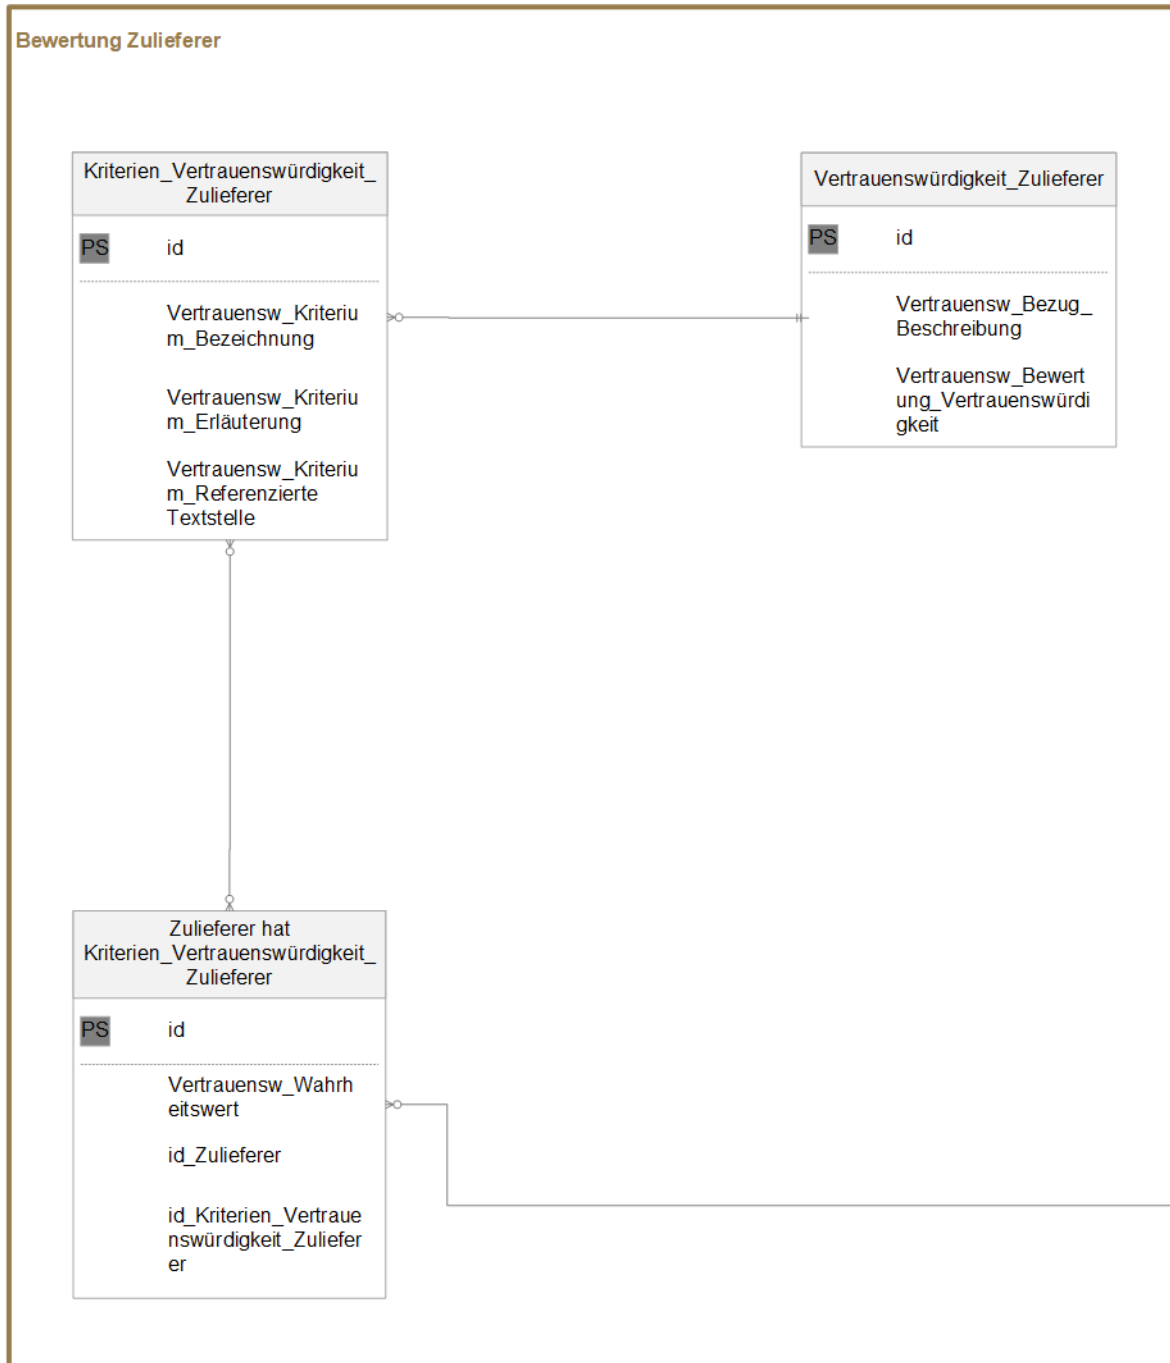 Bewertung Zulieferer
Kriterien_Vertrauenswürdigkeit_
Zulieferer
PS id
Vertrauensw_Kriteriu
m_Bezeichnung
Vertrauensw_Kriteriu
m_Erläuterung
Vertrauensw_Kriteriu
m_Referenzierte
Textstelle
Vertrauenswürdigkeit_Zulieferer
PS id
Vertrauensw_Bezug_
Beschreibung
Vertrauensw_Bewert
ung_Vertrauenswürdi
gkeit
Zulieferer hat
Kriterien_Vertrauenswürdigkeit_
Zulieferer
PS id
Vertrauensw_Wahrh
eitswert
id_Zulieferer
id_Kriterien_Vertraue
nswürdigkeit_Zuliefer
er